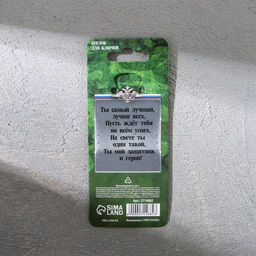 БРЕЛОК
ДЛЯ КЛЮЧЕЙ
Ты самый лучший,
лучше всех,
Пусть ждёт тебя
во всём успех,
На свете ты
один такой,
Ты мой защитник
и герой!
SIMA
LAND